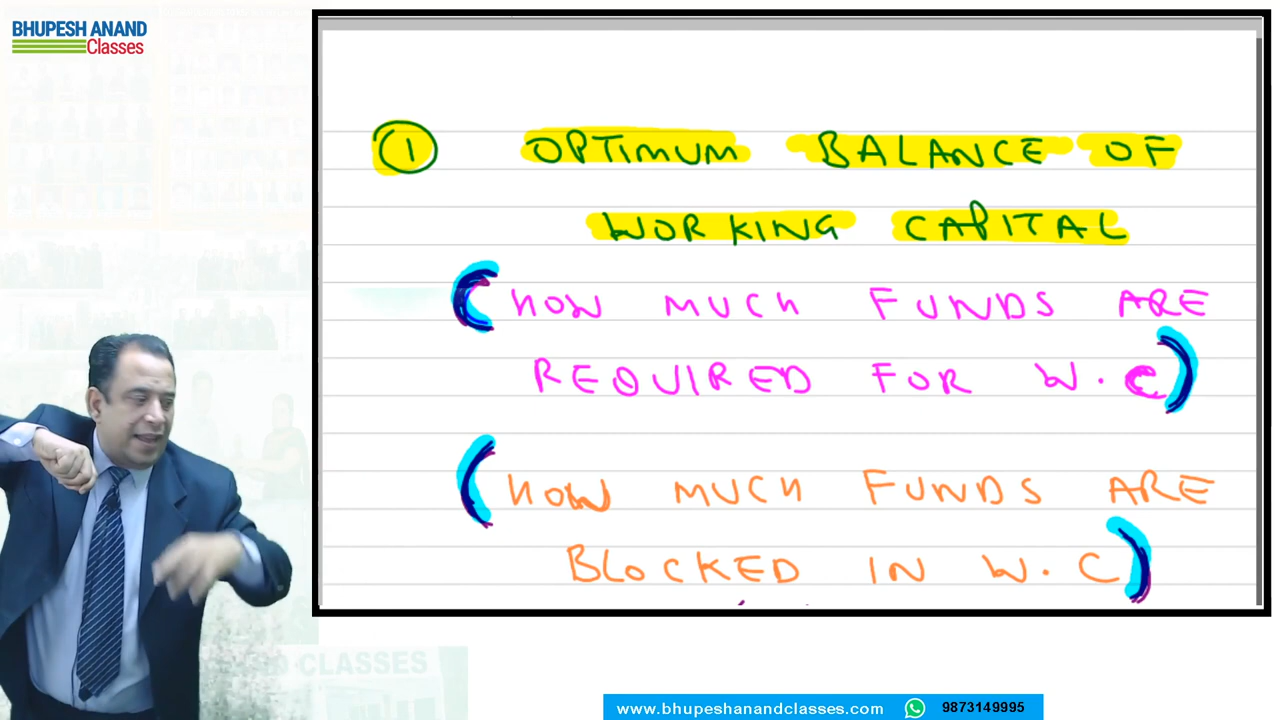 BHUPESH ANAND
Classes
1 OPTIMUM BALANCE OF
WORKING CAPITAL
(HOW MUCH FUNDS ARE
REQUIRED FOR W.C)
(HOW MUCH FUNDS ARE
BLOCKED IN W.C)
CLASSES
www.bhupeshanandclasses.com 9873149995